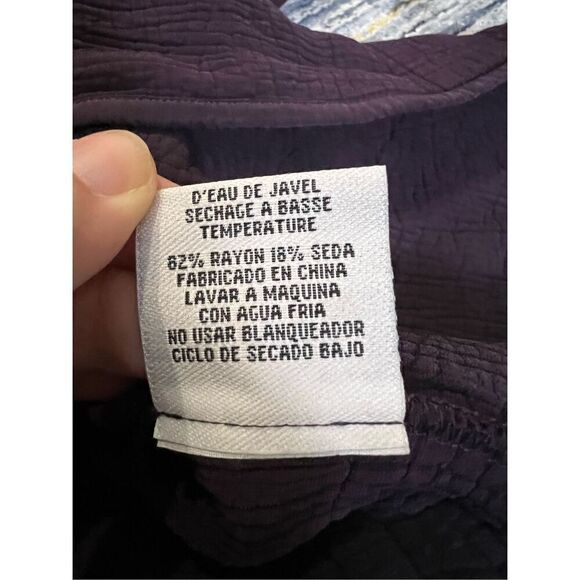 D'EAU DE JAVEL
SECHAGE A BASSE
TEMPERATURE
82% RAYON 18% SEDA
FABRICADO EN CHINA
LAVAR A MAQUINA
CON AGUA FRIA
NO USAR BLANQUEADOR
CICLO DE SECADO BAJO